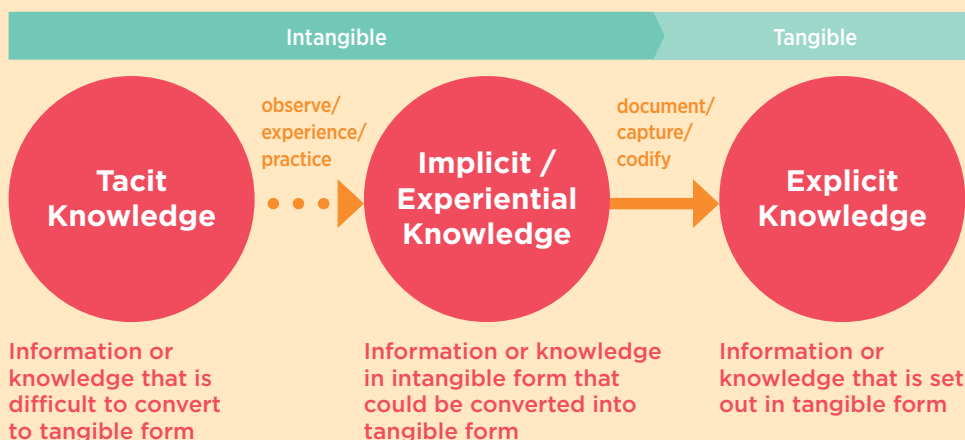 Intangible
Tangible
observe/
experience/
practice
document/
capture/
codify
Tacit
Knowledge
Implicit /
Experiential
Knowledge
Explicit
Knowledge
Information or
knowledge that is
difficult to convert
to tangible form
Information or knowledge
in intangible form that
could be converted into
tangible form
Information or
knowledge that is set
out in tangible form